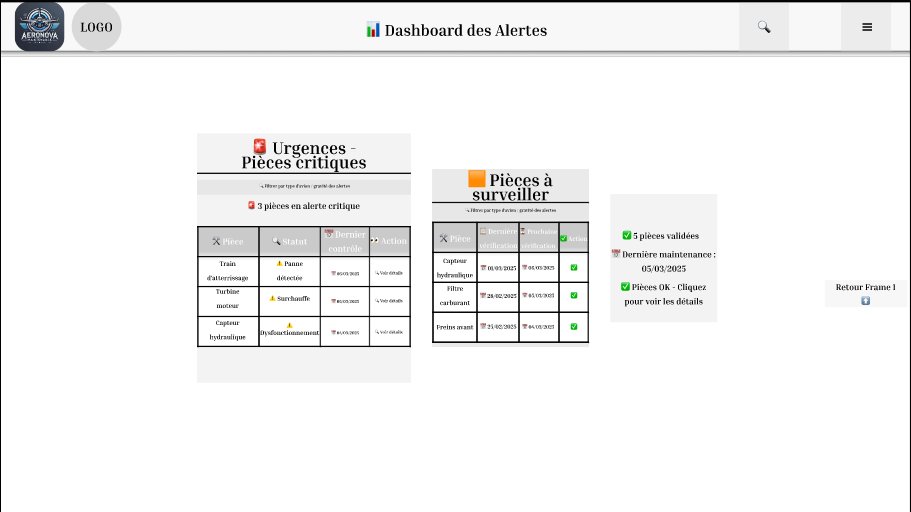 AERONOVA
LOGO
📊 Dashboard des Alertes
🔍
≡
🚨 Urgences -
Pièces critiques
🔍 Filtrer par type d'avion | gravité des alertes
🚨 3 pièces en alerte critique
🛠️ Pièce
🔍 Statut
📅 Dernier
contrôle
👀 Action
Train
d'atterrissage
⚠️ Panne
détectée
📅 06/03/2025
🔍 Voir détails
Turbine
moteur
⚠️ Surchauffe
📅 05/03/2025
🔍 Voir détails
Capteur
hydraulique
⚠️
Dysfonctionnement
📅 04/03/2025
🔍 Voir détails
🟧 Pièces à
surveiller
🔍 Filtrer par type d'avion | gravité des alertes
🛠️ Pièce
📋 Dernière
vérification
⏳ Prochaine
vérification
✅ Action
Capteur
hydraulique
📅 01/03/2025
📅 06/03/2025
✅
Filtre
carburant
📅 28/02/2025
📅 05/03/2025
✅
Freins avant
📅 25/02/2025
📅 04/03/2025
✅
✅ 5 pièces validées
📅 Dernière maintenance :
05/03/2025
✅ Pièces OK - Cliquez
pour voir les détails
Retour Frame 1
⬆️